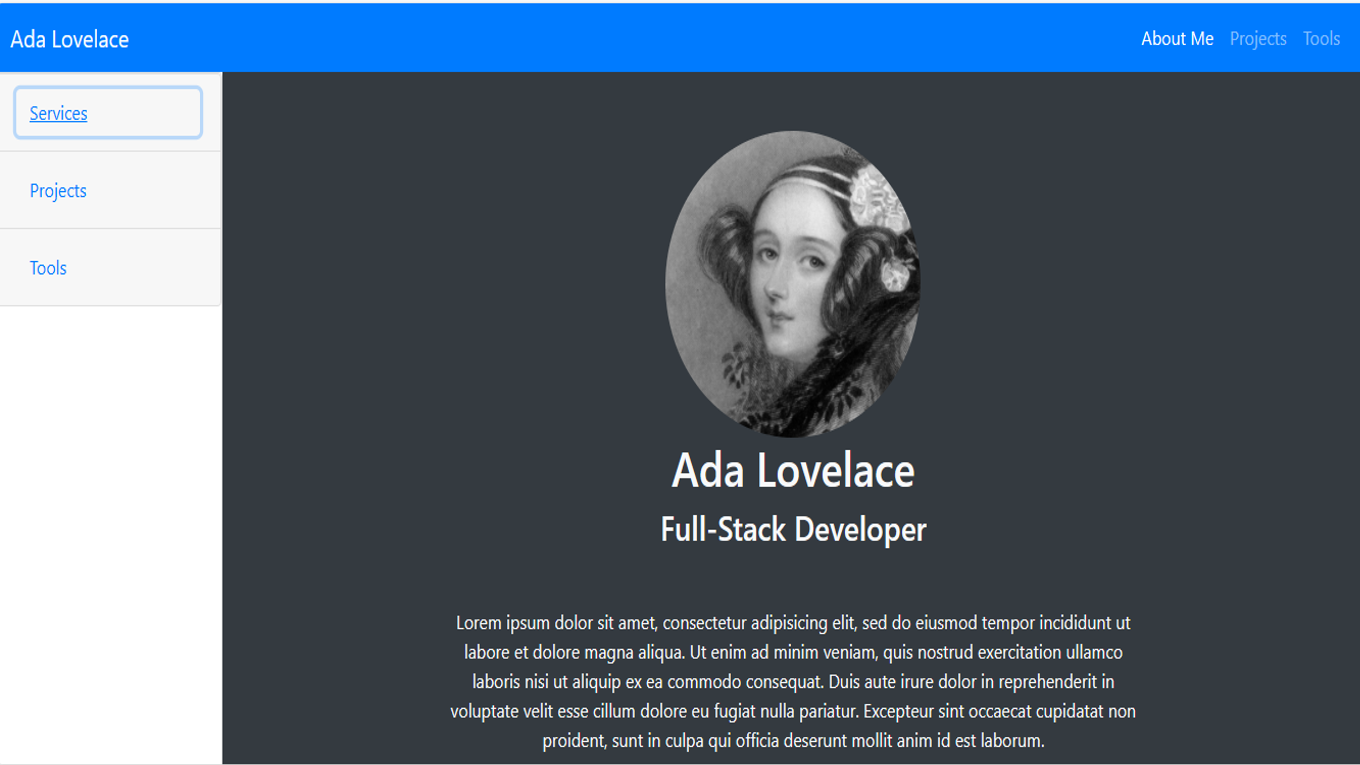 Ada Lovelace
About Me Projects Tools
Services
Projects
Tools
Ada Lovelace
Full-Stack Developer
Lorem ipsum dolor sit amet, consectetur adipisicing elit, sed do eiusmod tempor incididunt ut
labore et dolore magna aliqua. Ut enim ad minim veniam, quis nostrud exercitation ullamco
laboris nisi ut aliquip ex ea commodo consequat. Duis aute irure dolor in reprehenderit in
voluptate velit esse cillum dolore eu fugiat nulla pariatur. Excepteur sint occaecat cupidatat non
proident, sunt in culpa qui officia deserunt mollit anim id est laborum.